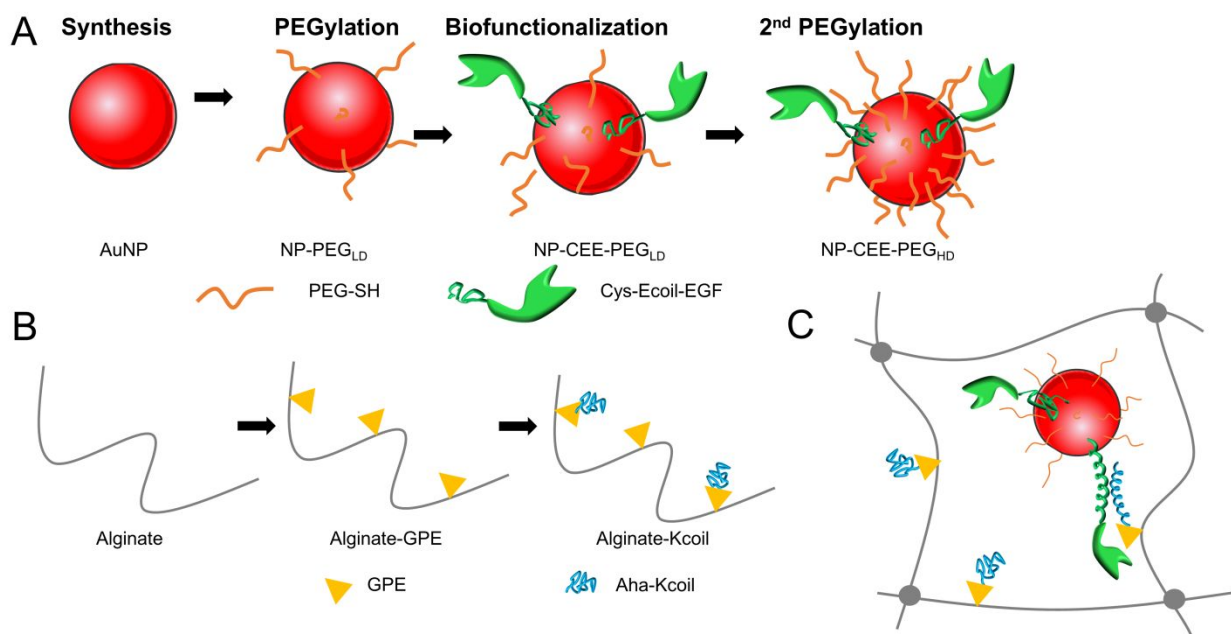 A
Synthesis
PEGylation
Biofunctionalization
2nd PEGylation
AuNP
NP-PEGLD
NP-CEE-PEGLD
NP-CEE-PEGHD
PEG-SH
Cys-Ecoil-EGF
B
Alginate
Alginate-GPE
Alginate-Kcoil
GPE
Aha-Kcoil
C